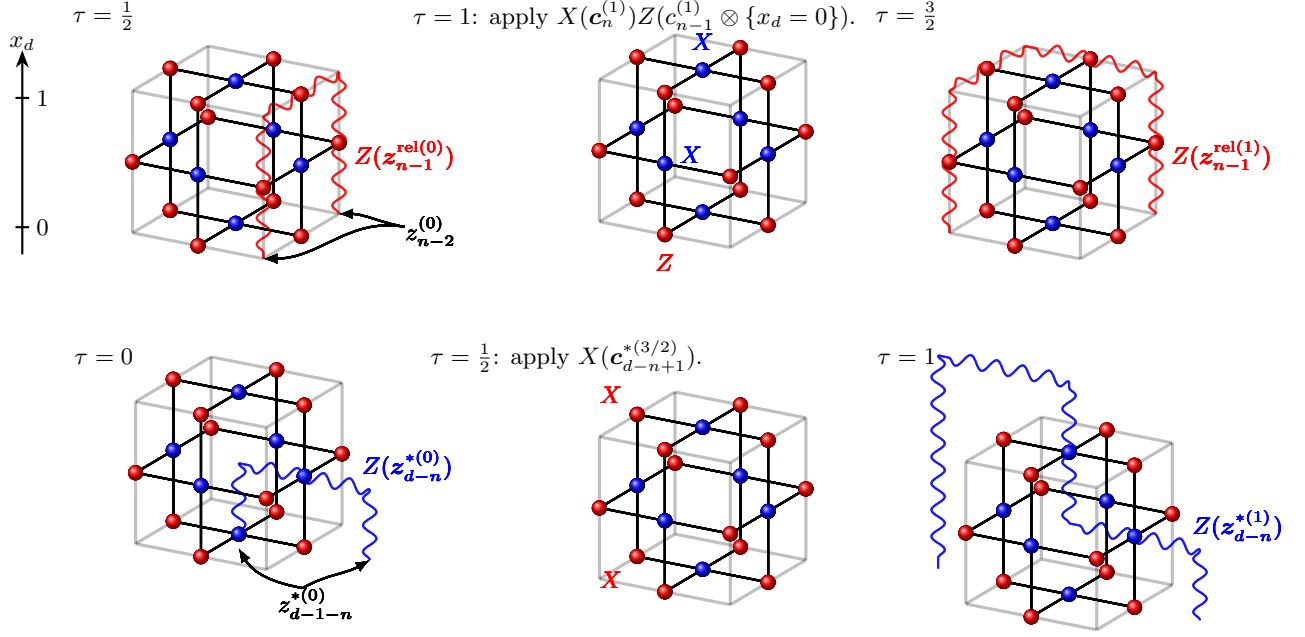 τ = 1/2
τ = 1: apply X(c_n^{(1)})Z(c_{n-1}^{(1)} ⊗ {x_d = 0}).
τ = 3/2
x_d
1
0
Z(z_{n-1}^{rel(0)})
z_{n-2}^{(0)}
X
X
Z
Z(z_{n-1}^{rel(1)})
τ = 0
τ = 1/2: apply X(c_{d-n+1}^{*(3/2)}).
τ = 1
Z(z_{d-n}^{*(0)})
z_{d-1-n}^{*(0)}
X
X
Z(z_{d-n}^{*(1)})